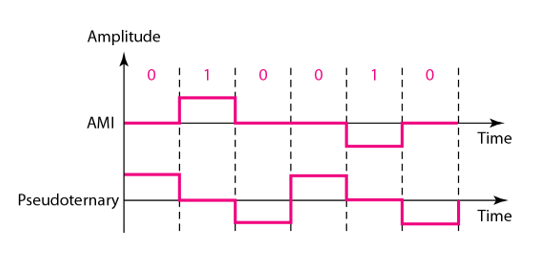 Amplitude
0 1 0 0 1 0
AMI
Time
Pseudoternary
Time